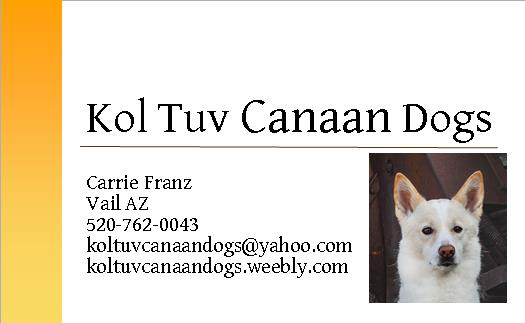 Kol Tuv Canaan Dogs
Carrie Franz
Vail AZ
520-762-0043
koltuvcanaandogs@yahoo.com
koltuvcanaandogs.weebly.com